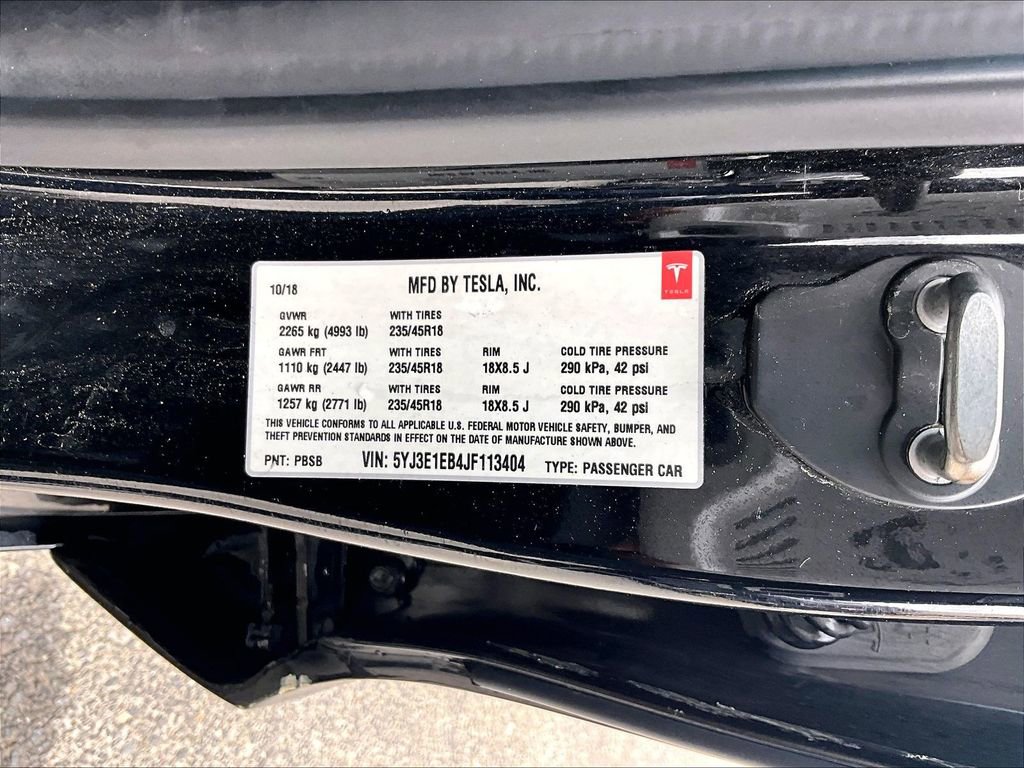 10/18 MFD BY TESLA, INC.
TESLA
GVWR WITH TIRES
2265 kg (4993 lb) 235/45R18
GAWR FRT WITH TIRES RIM COLD TIRE PRESSURE
1110 kg (2447 lb) 235/45R18 18X8.5 J 290 kPa, 42 psi
GAWR RR WITH TIRES RIM COLD TIRE PRESSURE
1257 kg (2771 lb) 235/45R18 18X8.5 J 290 kPa, 42 psi
THIS VEHICLE CONFORMS TO ALL APPLICABLE U.S. FEDERAL MOTOR VEHICLE SAFETY, BUMPER, AND
THEFT PREVENTION STANDARDS IN EFFECT ON THE DATE OF MANUFACTURE SHOWN ABOVE.
PNT: PBSB VIN: 5YJ3E1EB4JF113404 TYPE: PASSENGER CAR